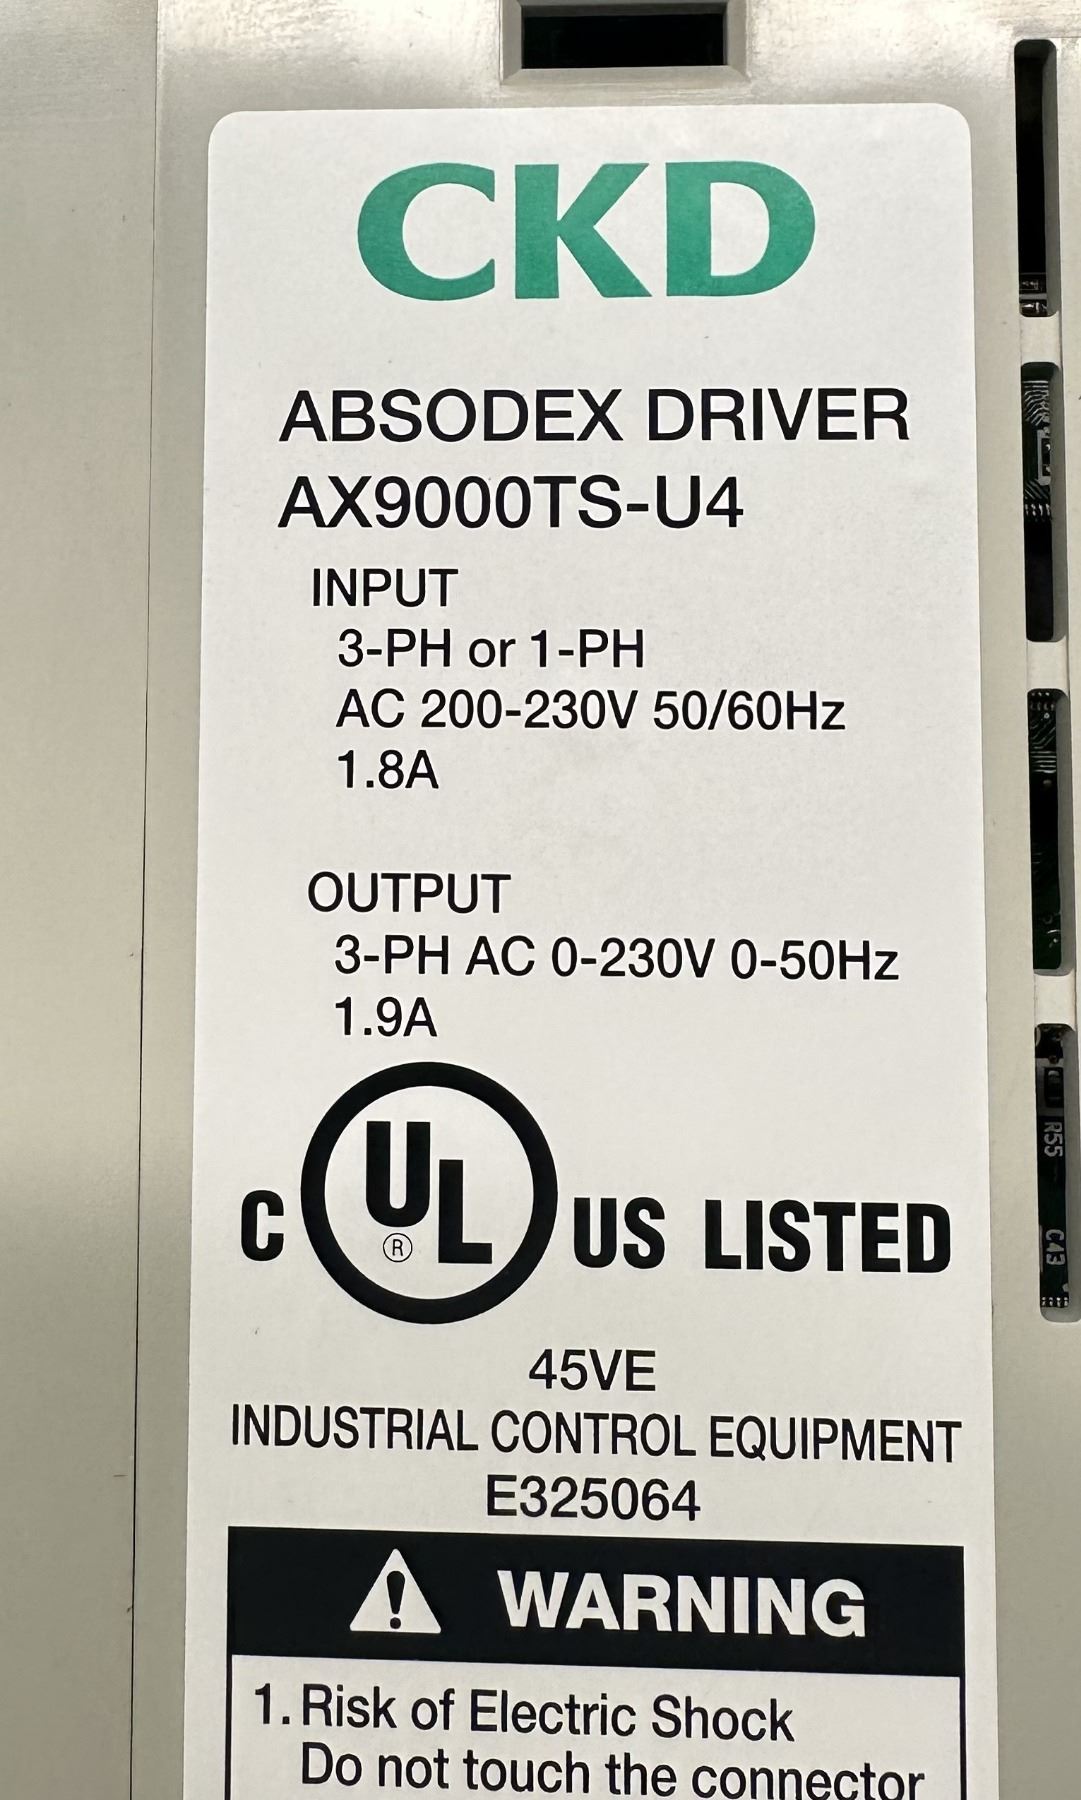 CKD
ABSODEX DRIVER
AX9000TS-U4
INPUT
3-PH or 1-PH
AC 200-230V 50/60Hz
1.8A
OUTPUT
3-PH AC 0-230V 0-50Hz
1.9A
C UL ® US LISTED
45VE
INDUSTRIAL CONTROL EQUIPMENT
E325064
WARNING
1. Risk of Electric Shock
Do not touch the connector
R55
C43